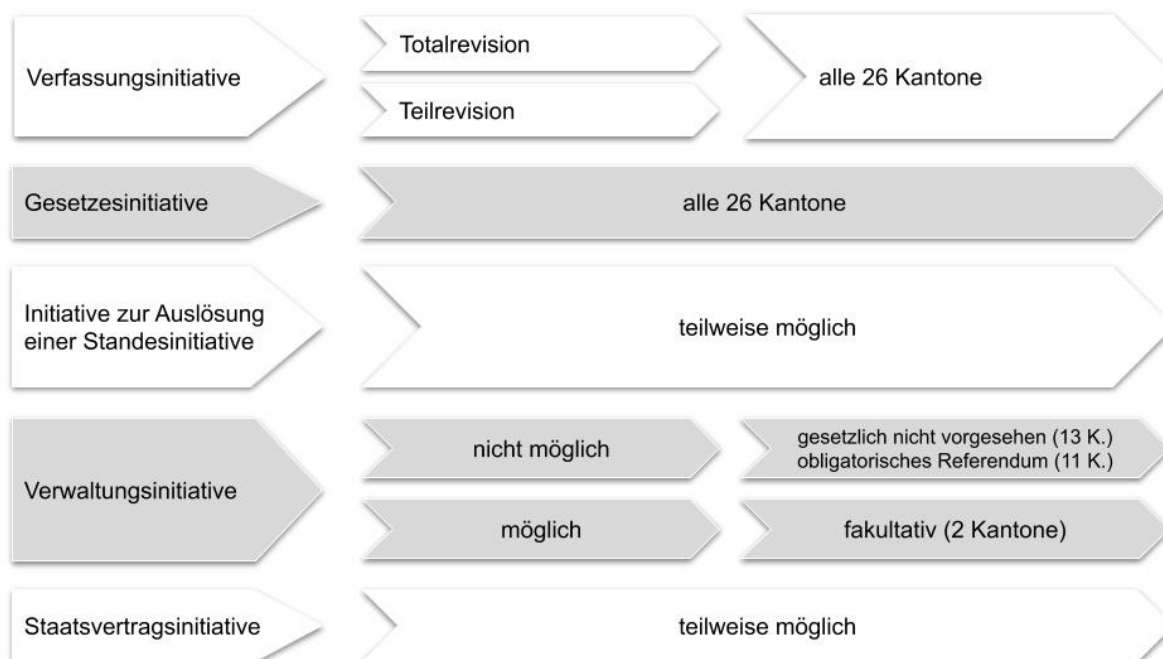 Verfassungsinitiative
Totalrevision
Teilrevision
alle 26 Kantone
Gesetzesinitiative
alle 26 Kantone
Initiative zur Auslösung
einer Standesinitiative
teilweise möglich
Verwaltungsinitiative
nicht möglich
gesetzlich nicht vorgesehen (13 K.)
obligatorisches Referendum (11 K.)
möglich
fakultativ (2 Kantone)
Staatsvertragsinitiative
teilweise möglich